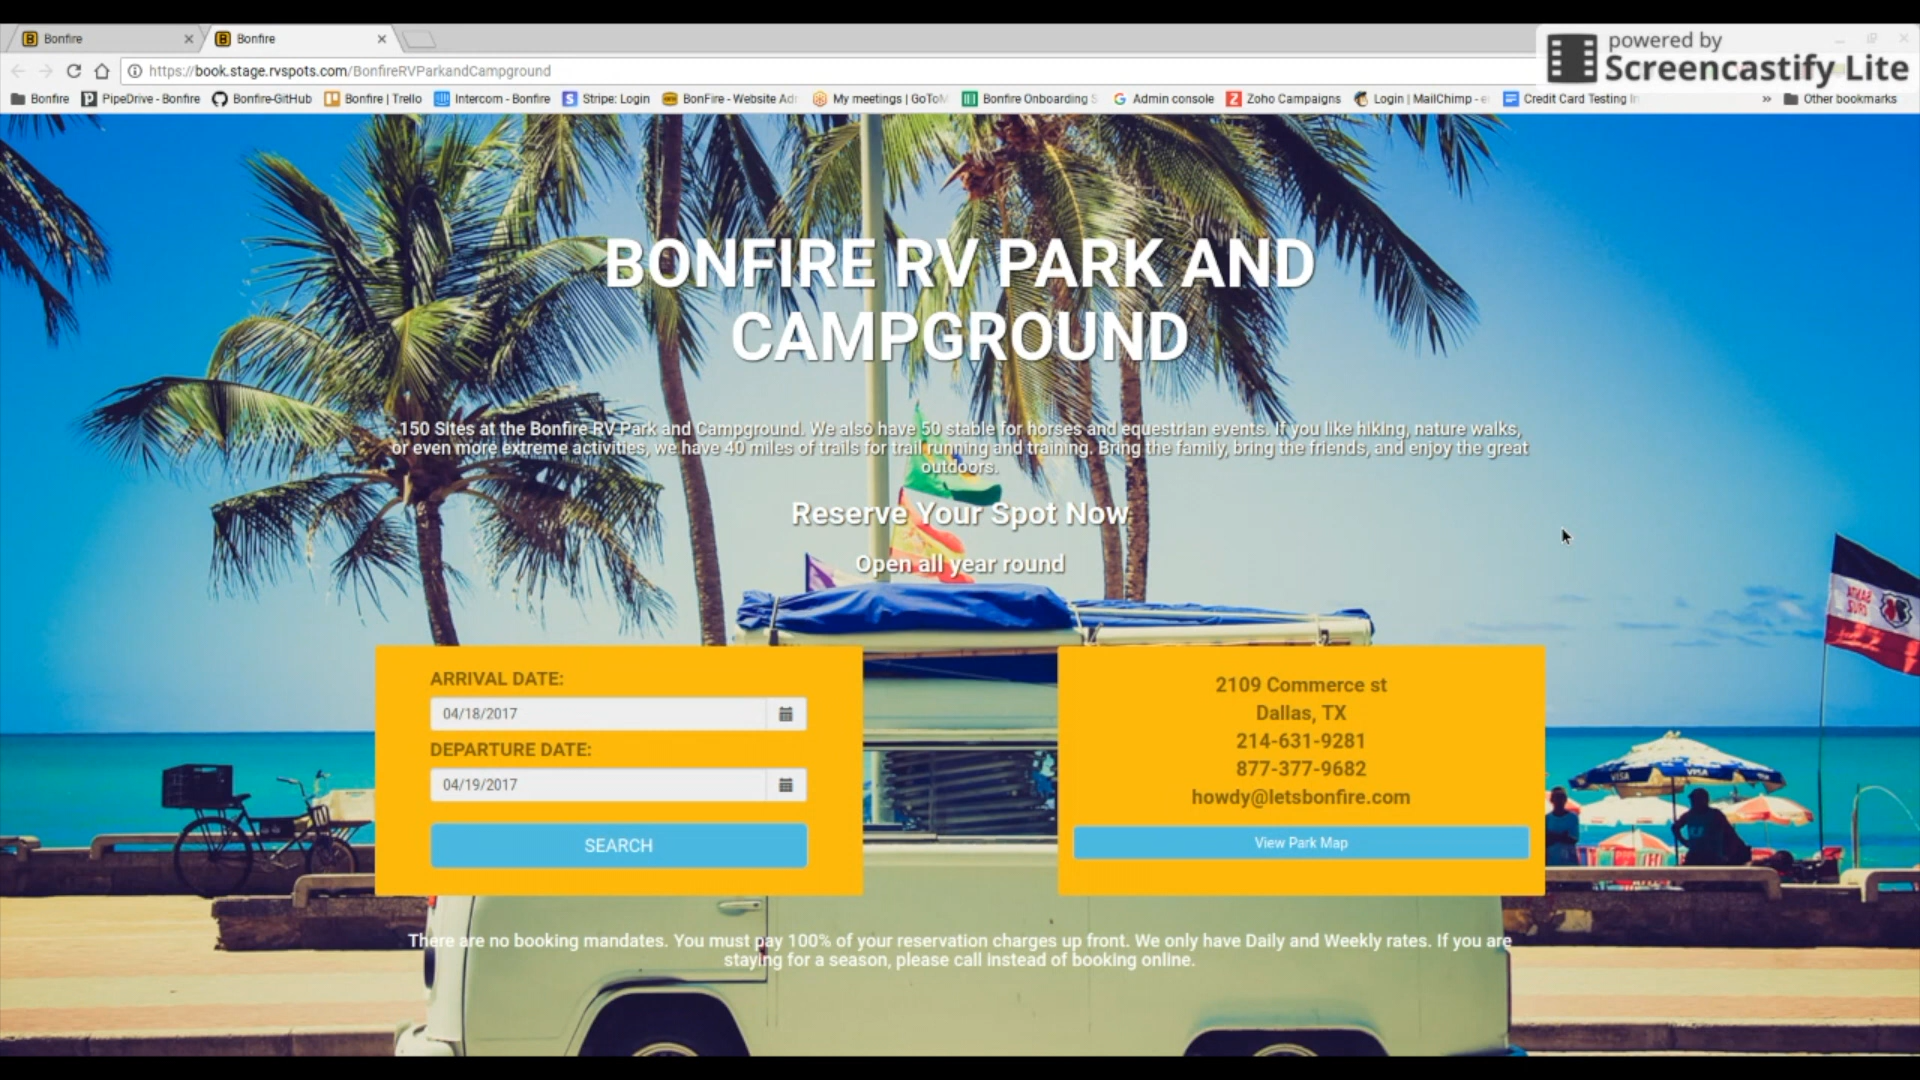 Bonfire
Bonfire
powered by
Screencastify Lite
https://book.stage.rvspots.com/BonfireRVParkandCampground
Bonfire PipeDrive - Bonfire Bonfire-GitHub Bonfire | Trello Intercom - Bonfire Stripe: Login BonFire - Website Ad My meetings | GoToM Bonfire Onboarding S Admin console Zoho Campaigns Login | MailChimp - e Credit Card Testing In » Other bookmarks
BONFIRE RV PARK AND
CAMPGROUND
150 Sites at the Bonfire RV Park and Campground. We also have 50 stable for horses and equestrian events. If you like hiking, nature walks,
or even more extreme activities, we have 40 miles of trails for trail running and training. Bring the family, bring the friends, and enjoy the great
outdoors.
Reserve Your Spot Now
Open all year round
ARRIVAL DATE:
04/18/2017
DEPARTURE DATE:
04/19/2017
SEARCH
2109 Commerce st
Dallas, TX
214-631-9281
877-377-9682
howdy@letsbonfire.com
View Park Map
VISA VISA
There are no booking mandates. You must pay 100% of your reservation charges up front. We only have Daily and Weekly rates. If you are
staying for a season, please call instead of booking online.